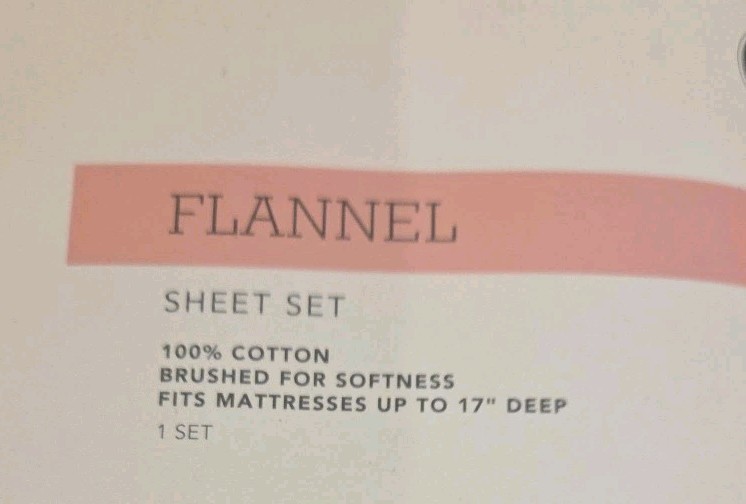 FLANNEL
SHEET SET
100% COTTON
BRUSHED FOR SOFTNESS
FITS MATTRESSES UP TO 17" DEEP
1 SET